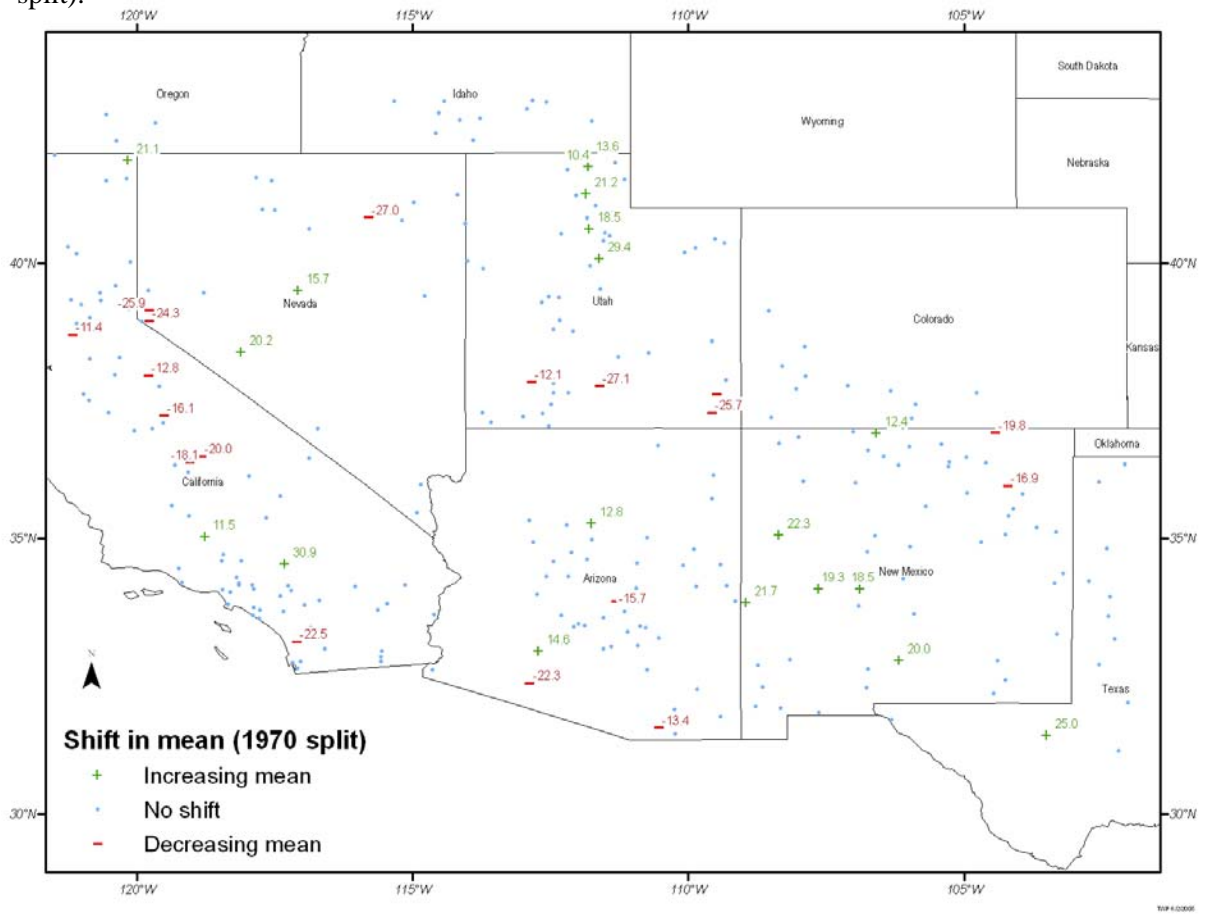 split).
120°W 115°W 110°W 105°W
South Dakota
Oregon Idaho
Wyoming
Nebraska
21.1 10.4 13.6
21.2
-27.0 18.5
29.4
40°N 40°N
15.7
Nevada Utah
-25.9 -24.3
-11.4 Colorado
20.2 Kansas
-12.8 -12.1 -27.1
-25.7
-16.1 12.4 -19.8
Oklahoma
-18.1 -20.0
California -16.9
11.5 12.8 22.3
35°N 35°N
30.9
Arizona 19.3 18.5 New Mexico
-15.7 21.7
-22.5 14.6 20.0
N
-22.3 Texas
-13.4 25.0
Shift in mean (1970 split)
+ Increasing mean
No shift
- Decreasing mean
30°N 30°N
120°W 115°W 110°W 105°W